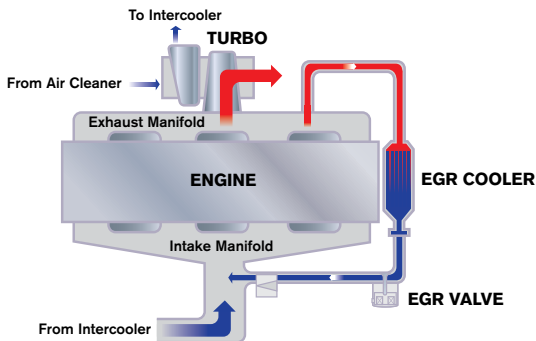 To Intercooler
TURBO
From Air Cleaner
Exhaust Manifold
ENGINE
EGR COOLER
Intake Manifold
EGR VALVE
From Intercooler